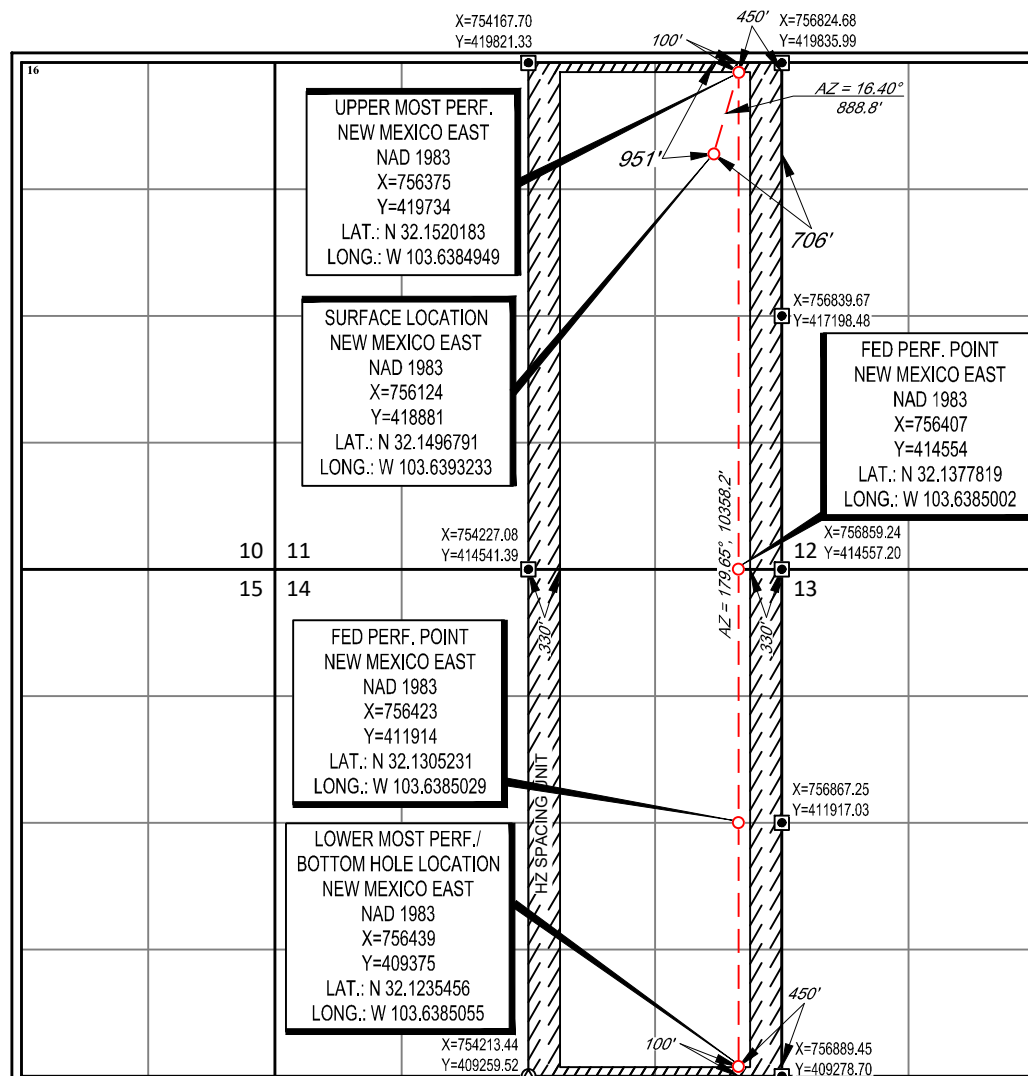 X=754167.70
Y=419821.33
100'
450'
X=756824.68
Y=419835.99
16
AZ = 16.40°
888.8'
UPPER MOST PERF.
NEW MEXICO EAST
NAD 1983
X=756375
Y=419734
LAT.: N 32.1520183
LONG.: W 103.6384949
951'
706'
SURFACE LOCATION
NEW MEXICO EAST
NAD 1983
X=756124
Y=418881
LAT.: N 32.1496791
LONG.: W 103.6393233
X=756839.67
Y=417198.48
FED PERF. POINT
NEW MEXICO EAST
NAD 1983
X=756407
Y=414554
LAT.: N 32.1377819
LONG.: W 103.6385002
AZ = 179.65°, 10358.2'
X=754227.08
Y=414541.39
X=756859.24
Y=414557.20
10 11
12
15 14
13
330'
330'
FED PERF. POINT
NEW MEXICO EAST
NAD 1983
X=756423
Y=411914
LAT.: N 32.1305231
LONG.: W 103.6385029
HZ SPACING UNIT
X=756867.25
Y=411917.03
LOWER MOST PERF./
BOTTOM HOLE LOCATION
NEW MEXICO EAST
NAD 1983
X=756439
Y=409375
LAT.: N 32.1235456
LONG.: W 103.6385055
X=754213.44
Y=409259.52
100'
450'
X=756889.45
Y=409278.70